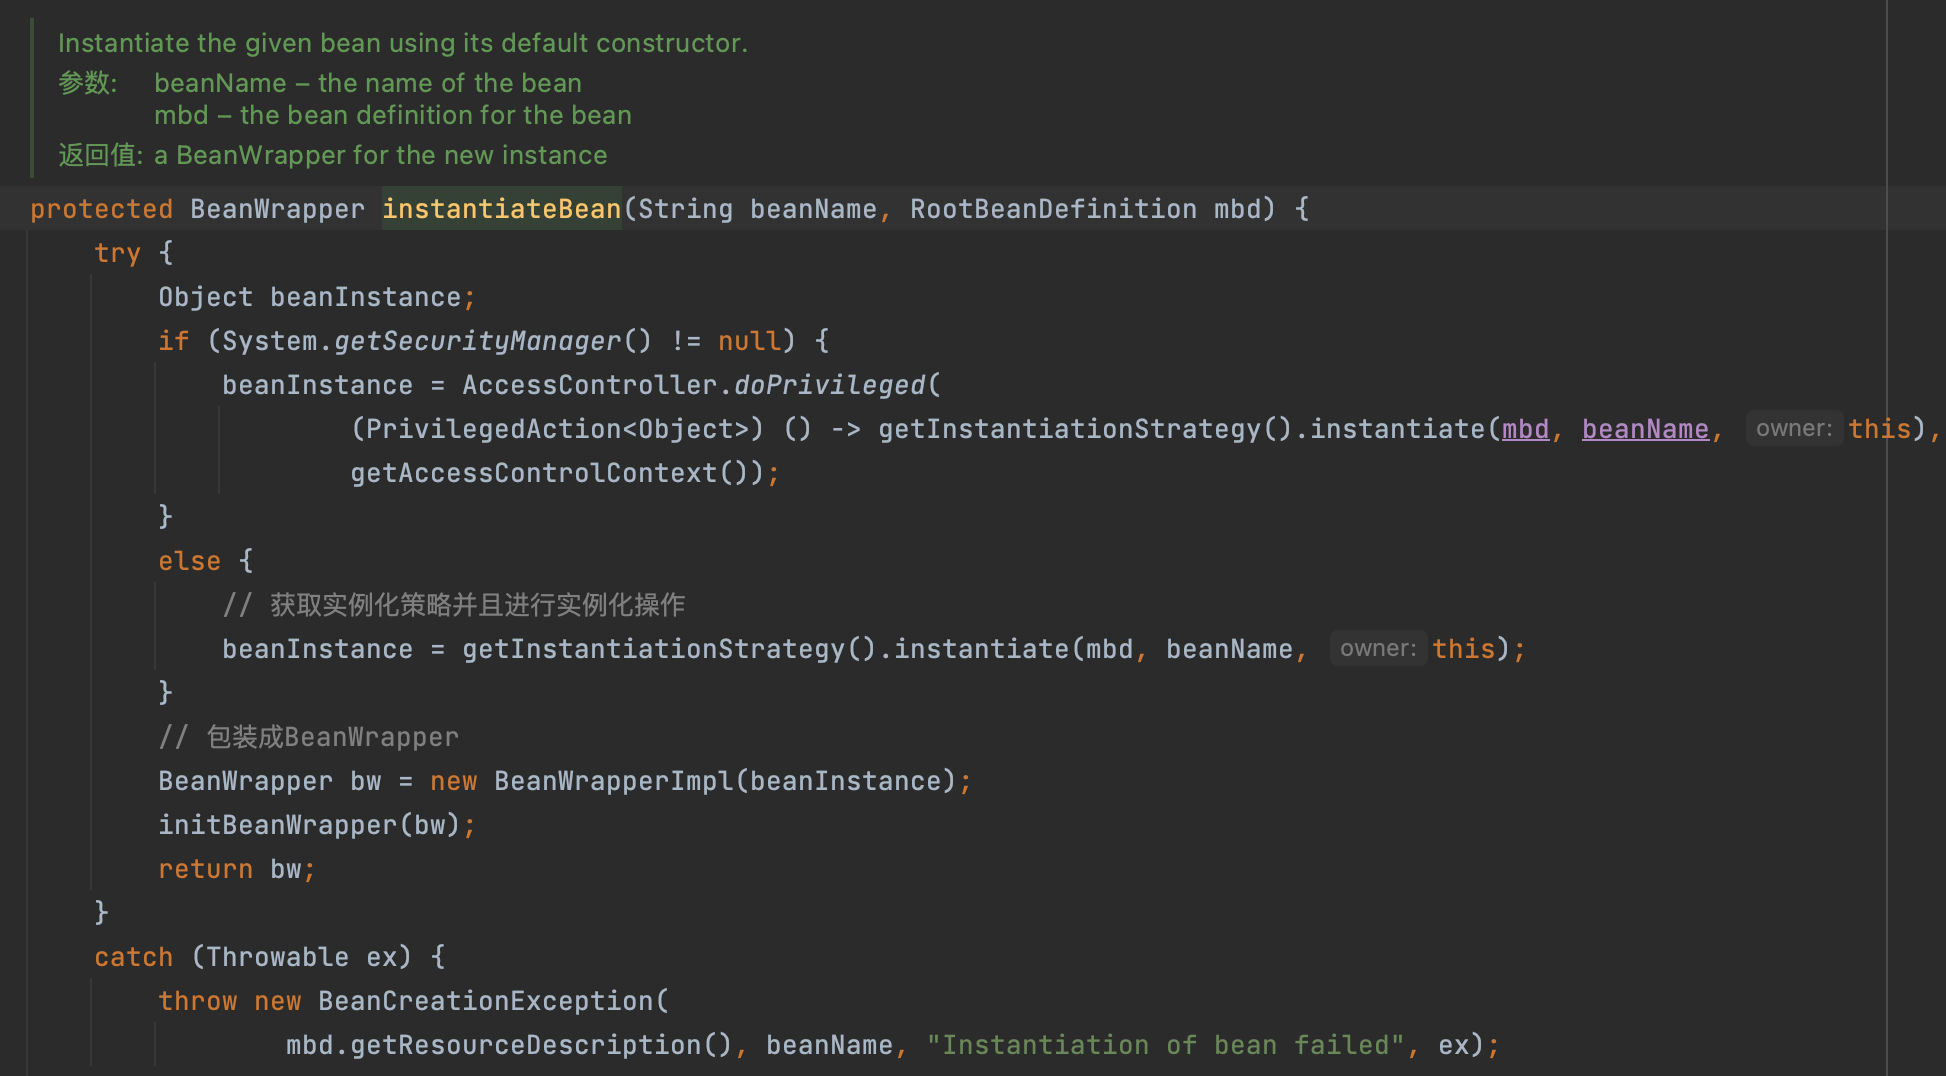 Instantiate the given bean using its default constructor.
参数: beanName – the name of the bean
mbd – the bean definition for the bean
返回值: a BeanWrapper for the new instance
protected BeanWrapper instantiateBean(String beanName, RootBeanDefinition mbd) {
try {
Object beanInstance;
if (System.getSecurityManager() != null) {
beanInstance = AccessController.doPrivileged(
(PrivilegedAction<Object>) () -> getInstantiationStrategy().instantiate(mbd, beanName, owner: this),
getAccessControlContext());
}
else {
// 获取实例化策略并且进行实例化操作
beanInstance = getInstantiationStrategy().instantiate(mbd, beanName, owner: this);
}
// 包装成BeanWrapper
BeanWrapper bw = new BeanWrapperImpl(beanInstance);
initBeanWrapper(bw);
return bw;
}
catch (Throwable ex) {
throw new BeanCreationException(
mbd.getResourceDescription(), beanName, "Instantiation of bean failed", ex);